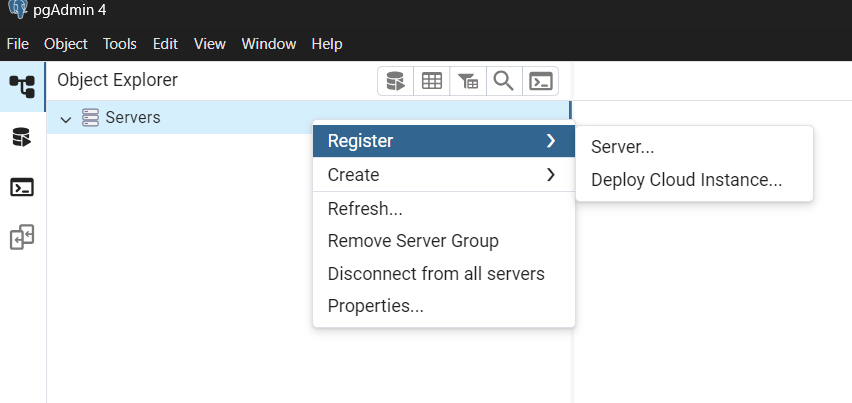 pgAdmin 4
File Object Tools Edit View Window Help
Object Explorer
Servers
Register
Create
Refresh...
Remove Server Group
Disconnect from all servers
Properties...
Server...
Deploy Cloud Instance...